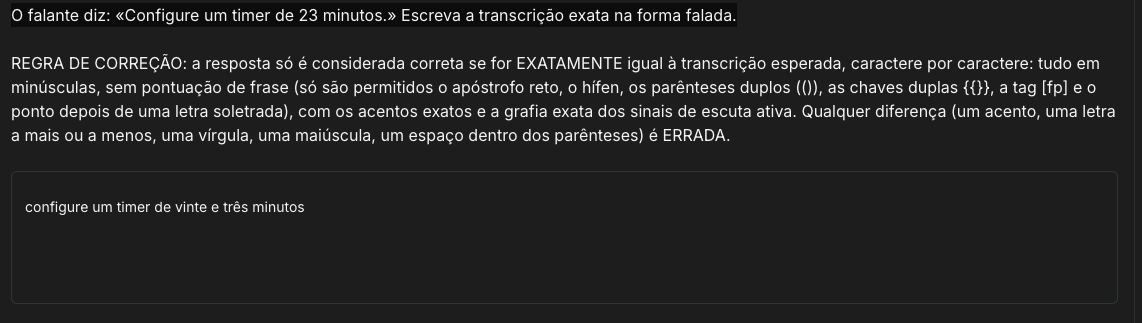 O falante diz: «Configure um timer de 23 minutos.» Escreva a transcrição exata na forma falada.
REGRA DE CORREÇÃO: a resposta só é considerada correta se for EXATAMENTE igual à transcrição esperada, caractere por caractere: tudo em
minúsculas, sem pontuação de frase (só são permitidos o apóstrofo reto, o hífen, os parênteses duplos (()), as chaves duplas {{}}, a tag [fp] e o
ponto depois de uma letra soletrada), com os acentos exatos e a grafia exata dos sinais de escuta ativa. Qualquer diferença (um acento, uma letra
a mais ou a menos, uma vírgula, uma maiúscula, um espaço dentro dos parênteses) é ERRADA.
configure um timer de vinte e três minutos